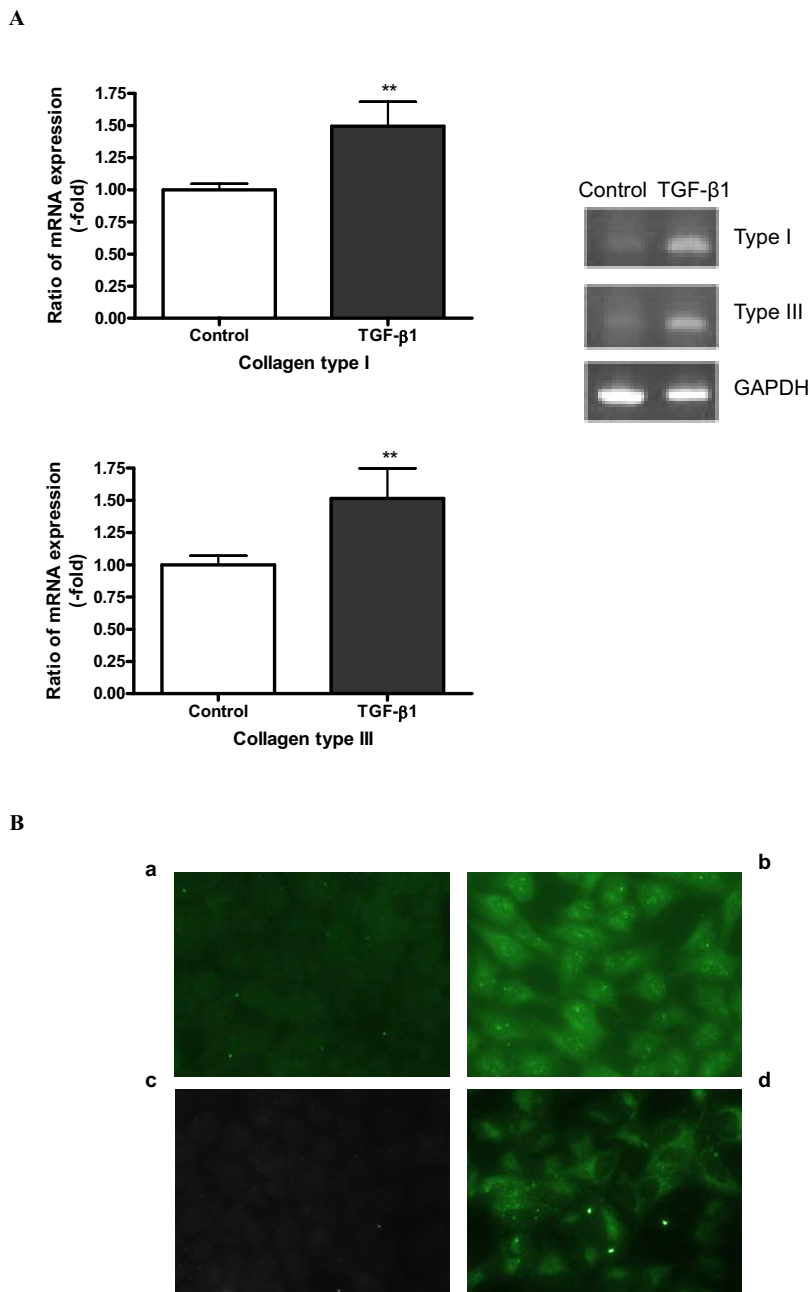 A
**
1.75
1.50
1.25
1.00
0.75
0.50
0.25
0.00
Ratio of mRNA expression
(-fold)
Control
TGF-β1
Collagen type I
Control TGF-β1
Type I
Type III
GAPDH
**
1.75
1.50
1.25
1.00
0.75
0.50
0.25
0.00
Ratio of mRNA expression
(-fold)
Control
TGF-β1
Collagen type III
B
a
b
c
d